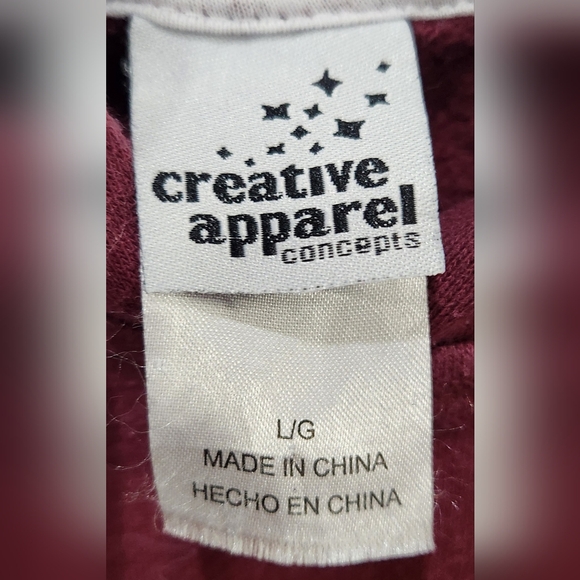 creative
apparel
concepts
L/G
MADE IN CHINA
HECHO EN CHINA